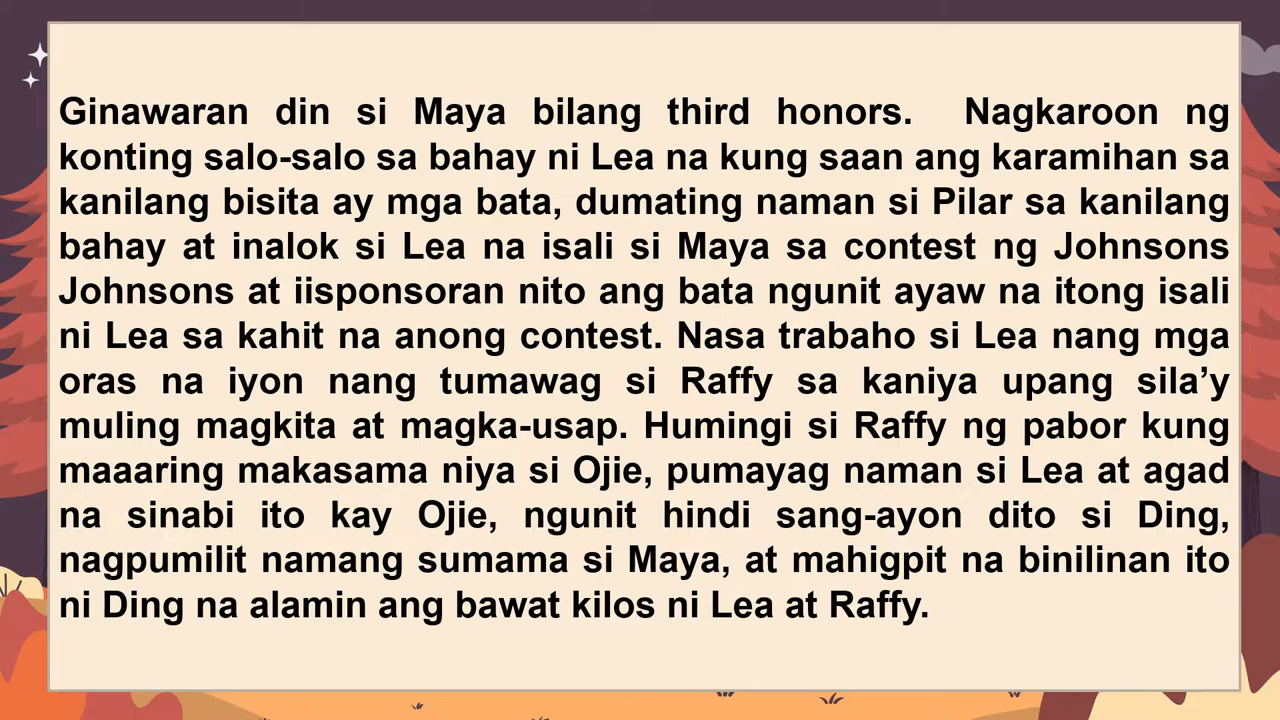 Ginawaran din si Maya bilang third honors. Nagkaroon ng
konting salo-salo sa bahay ni Lea na kung saan ang karamihan sa
kanilang bisita ay mga bata, dumating naman si Pilar sa kanilang
bahay at inalok si Lea na isali si Maya sa contest ng Johnsons
Johnsons at iisponsoran nito ang bata ngunit ayaw na itong isali
ni Lea sa kahit na anong contest. Nasa trabaho si Lea nang mga
oras na iyon nang tumawag si Raffy sa kaniya upang sila’y
muling magkita at magka-usap. Humingi si Raffy ng pabor kung
maaaring makasama niya si Ojie, pumayag naman si Lea at agad
na sinabi ito kay Ojie, ngunit hindi sang-ayon dito si Ding,
nagpumilit namang sumama si Maya, at mahigpit na binilinan ito
ni Ding na alamin ang bawat kilos ni Lea at Raffy.